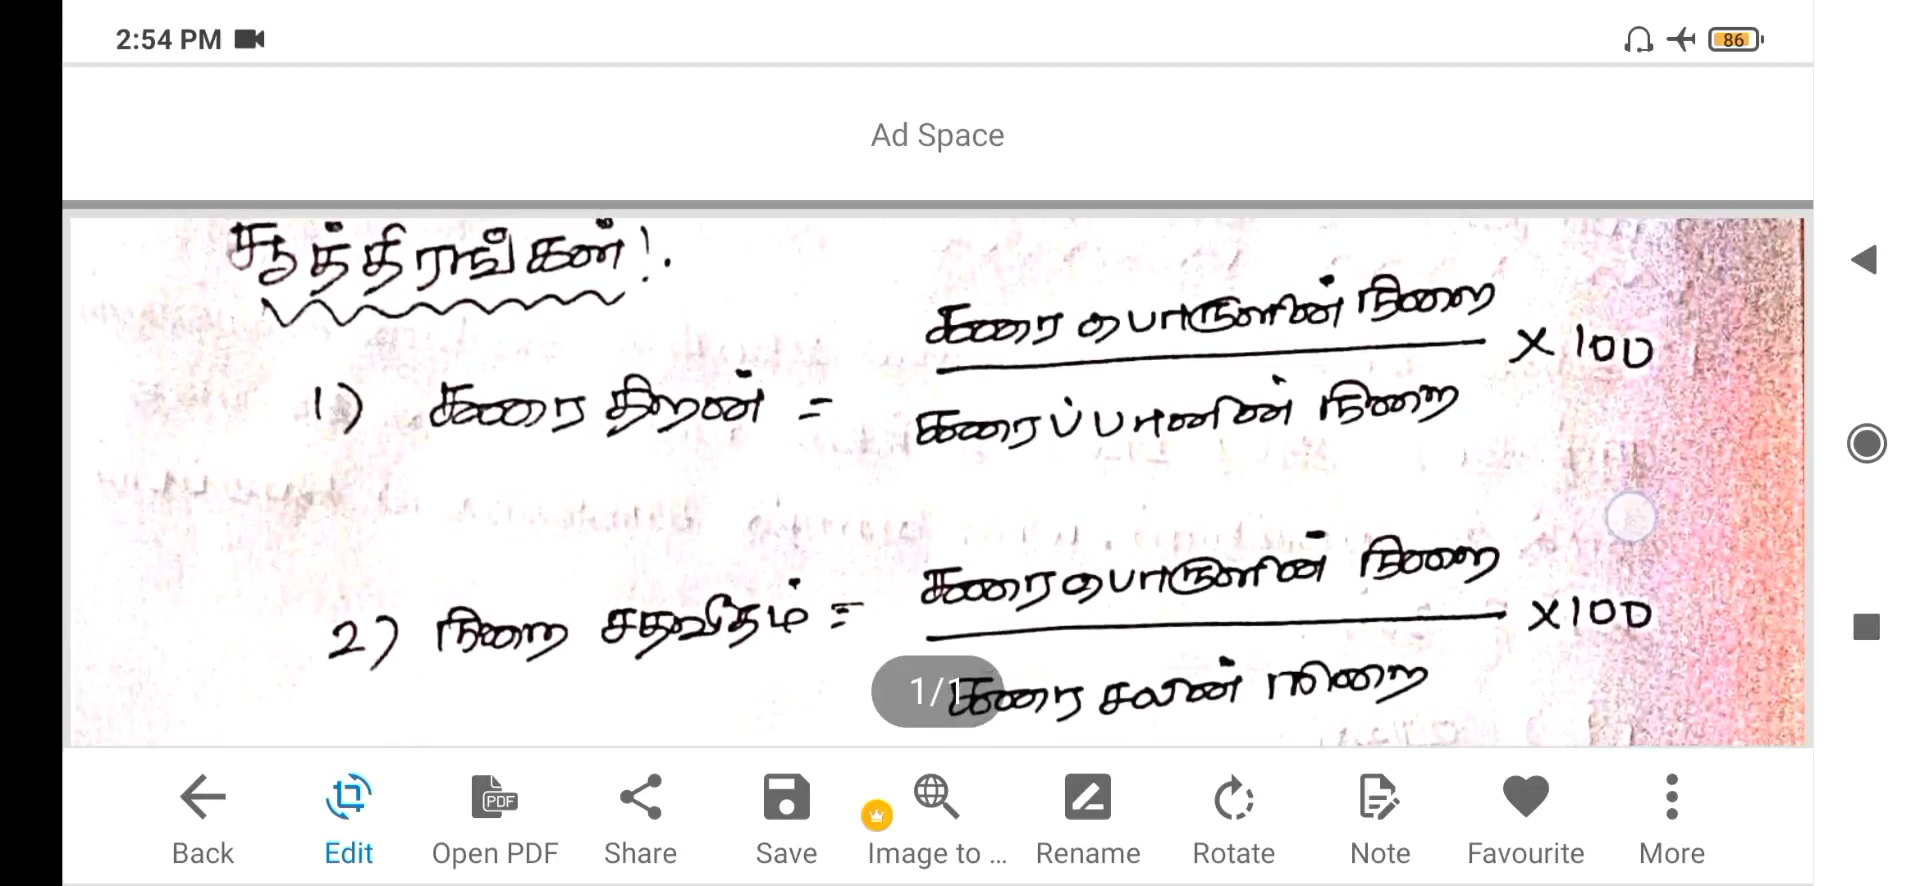 2:54 PM
86
Ad Space
சூத்திரங்கள்!.
1) கரை திறன் = கரை பொருளின் நிறை / கரைப்பானின் நிறை X 100
2) நிறை சதவீதம் = கரைபொருளின் நிறை / கரைசலின் நிறை X100
1/1
Back Edit Open PDF Share Save Image to ... Rename Rotate Note Favourite More